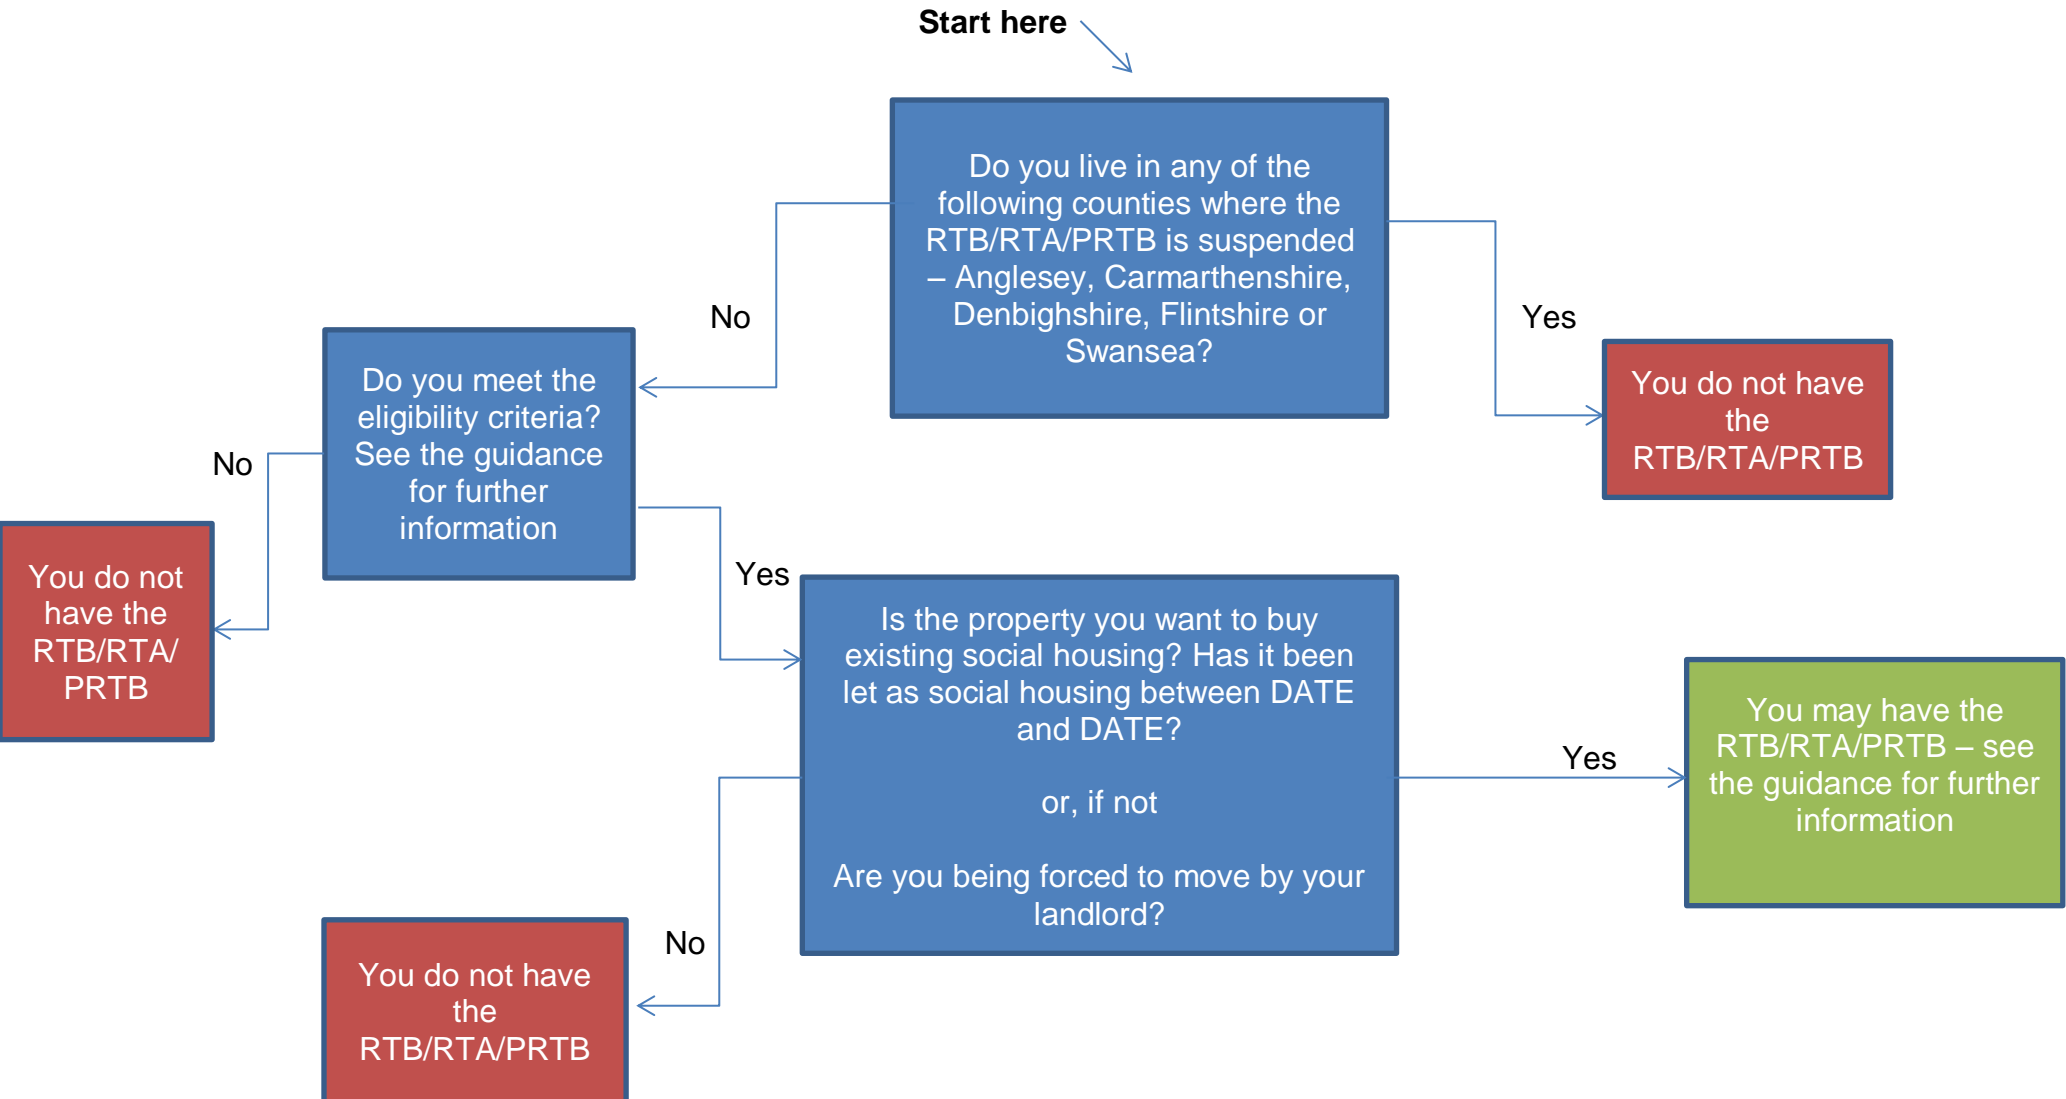 Start here
Do you live in any of the
following counties where the
RTB/RTA/PRTB is suspended
– Anglesey, Carmarthenshire,
Denbighshire, Flintshire or
Swansea?
No
Yes
Do you meet the
eligibility criteria?
See the guidance
for further
information
You do not have
the
RTB/RTA/PRTB
No
You do not
have the
RTB/RTA/
PRTB
Yes
Is the property you want to buy
existing social housing? Has it been
let as social housing between DATE
and DATE?
or, if not
Are you being forced to move by your
landlord?
Yes
You may have the
RTB/RTA/PRTB – see
the guidance for further
information
No
You do not have
the
RTB/RTA/PRTB